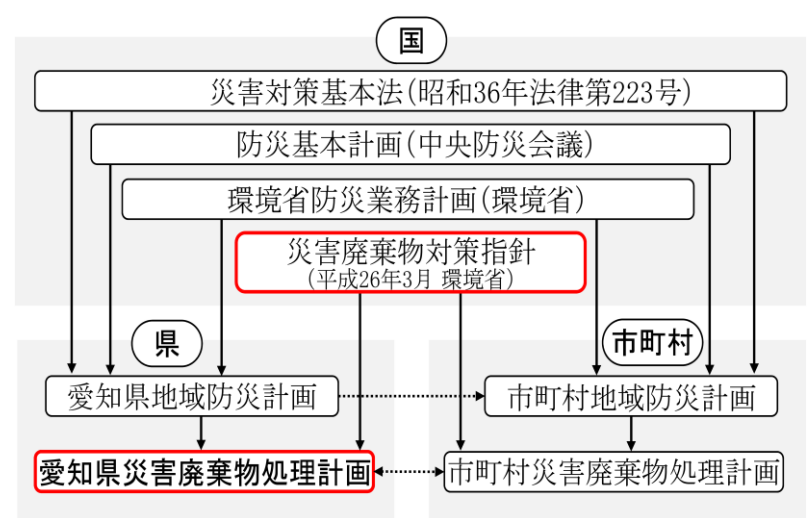 国
災害対策基本法(昭和36年法律第223号)
防災基本計画(中央防災会議)
環境省防災業務計画(環境省)
災害廃棄物対策指針
(平成26年3月 環境省)
県
市町村
愛知県地域防災計画
市町村地域防災計画
愛知県災害廃棄物処理計画
市町村災害廃棄物処理計画